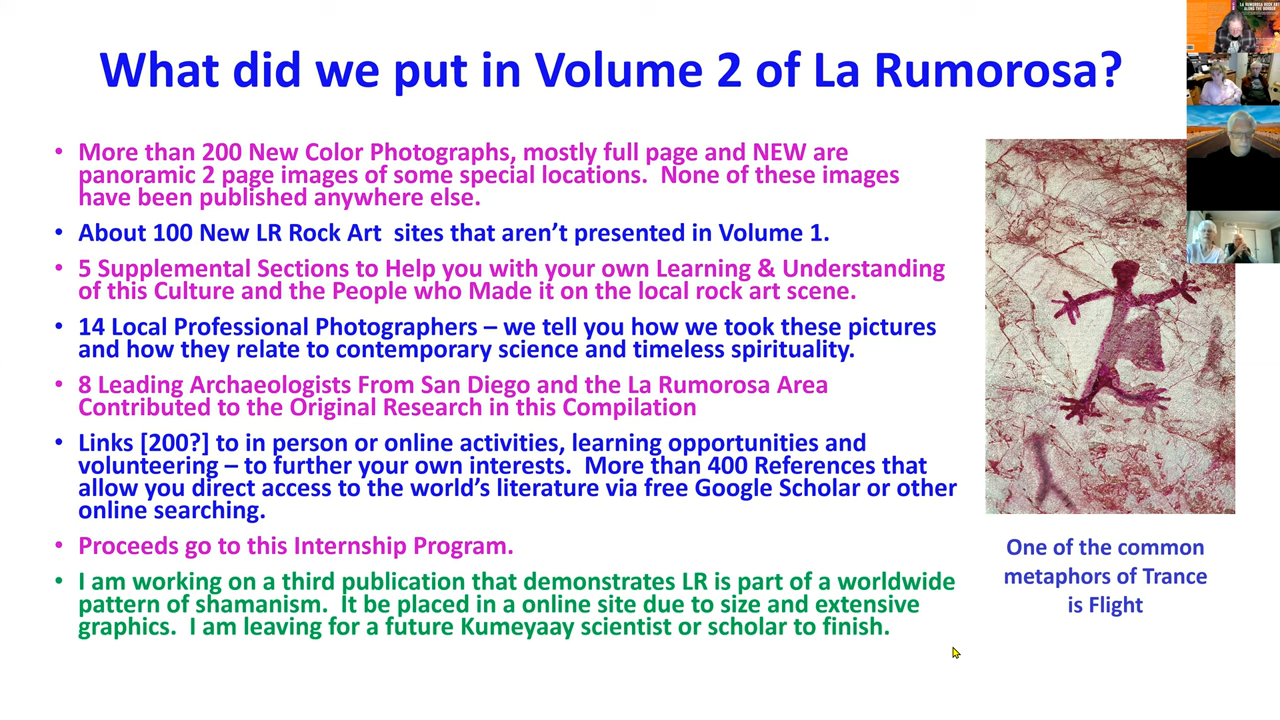 What did we put in Volume 2 of La Rumorosa?
LA RUMOROSA ROCK ART
ALONG THE BORDER
• More than 200 New Color Photographs, mostly full page and NEW are
panoramic 2 page images of some special locations.  None of these images
have been published anywhere else.
• About 100 New LR Rock Art  sites that aren’t presented in Volume 1.
• 5 Supplemental Sections to Help you with your own Learning & Understanding
of this Culture and the People who Made it on the local rock art scene.
• 14 Local Professional Photographers – we tell you how we took these pictures
and how they relate to contemporary science and timeless spirituality.
• 8 Leading Archaeologists From San Diego and the La Rumorosa Area
Contributed to the Original Research in this Compilation
• Links [200?] to in person or online activities, learning opportunities and
volunteering – to further your own interests.  More than 400 References that
allow you direct access to the world’s literature via free Google Scholar or other
online searching.
• Proceeds go to this Internship Program.
• I am working on a third publication that demonstrates LR is part of a worldwide
pattern of shamanism.  It be placed in a online site due to size and extensive
graphics.  I am leaving for a future Kumeyaay scientist or scholar to finish.
One of the common
metaphors of Trance
is Flight